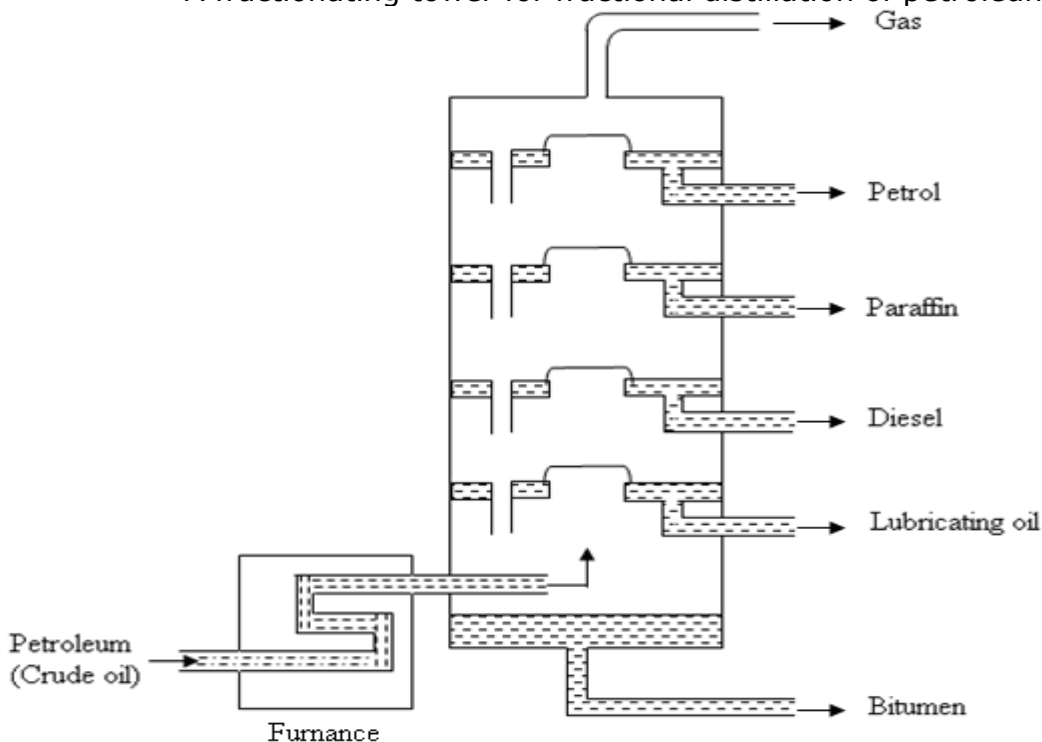 A fractionating tower for fractional distillation of petroleum
Gas
Petrol
Paraffin
Diesel
Lubricating oil
Petroleum
(Crude oil)
Bitumen
Furnance